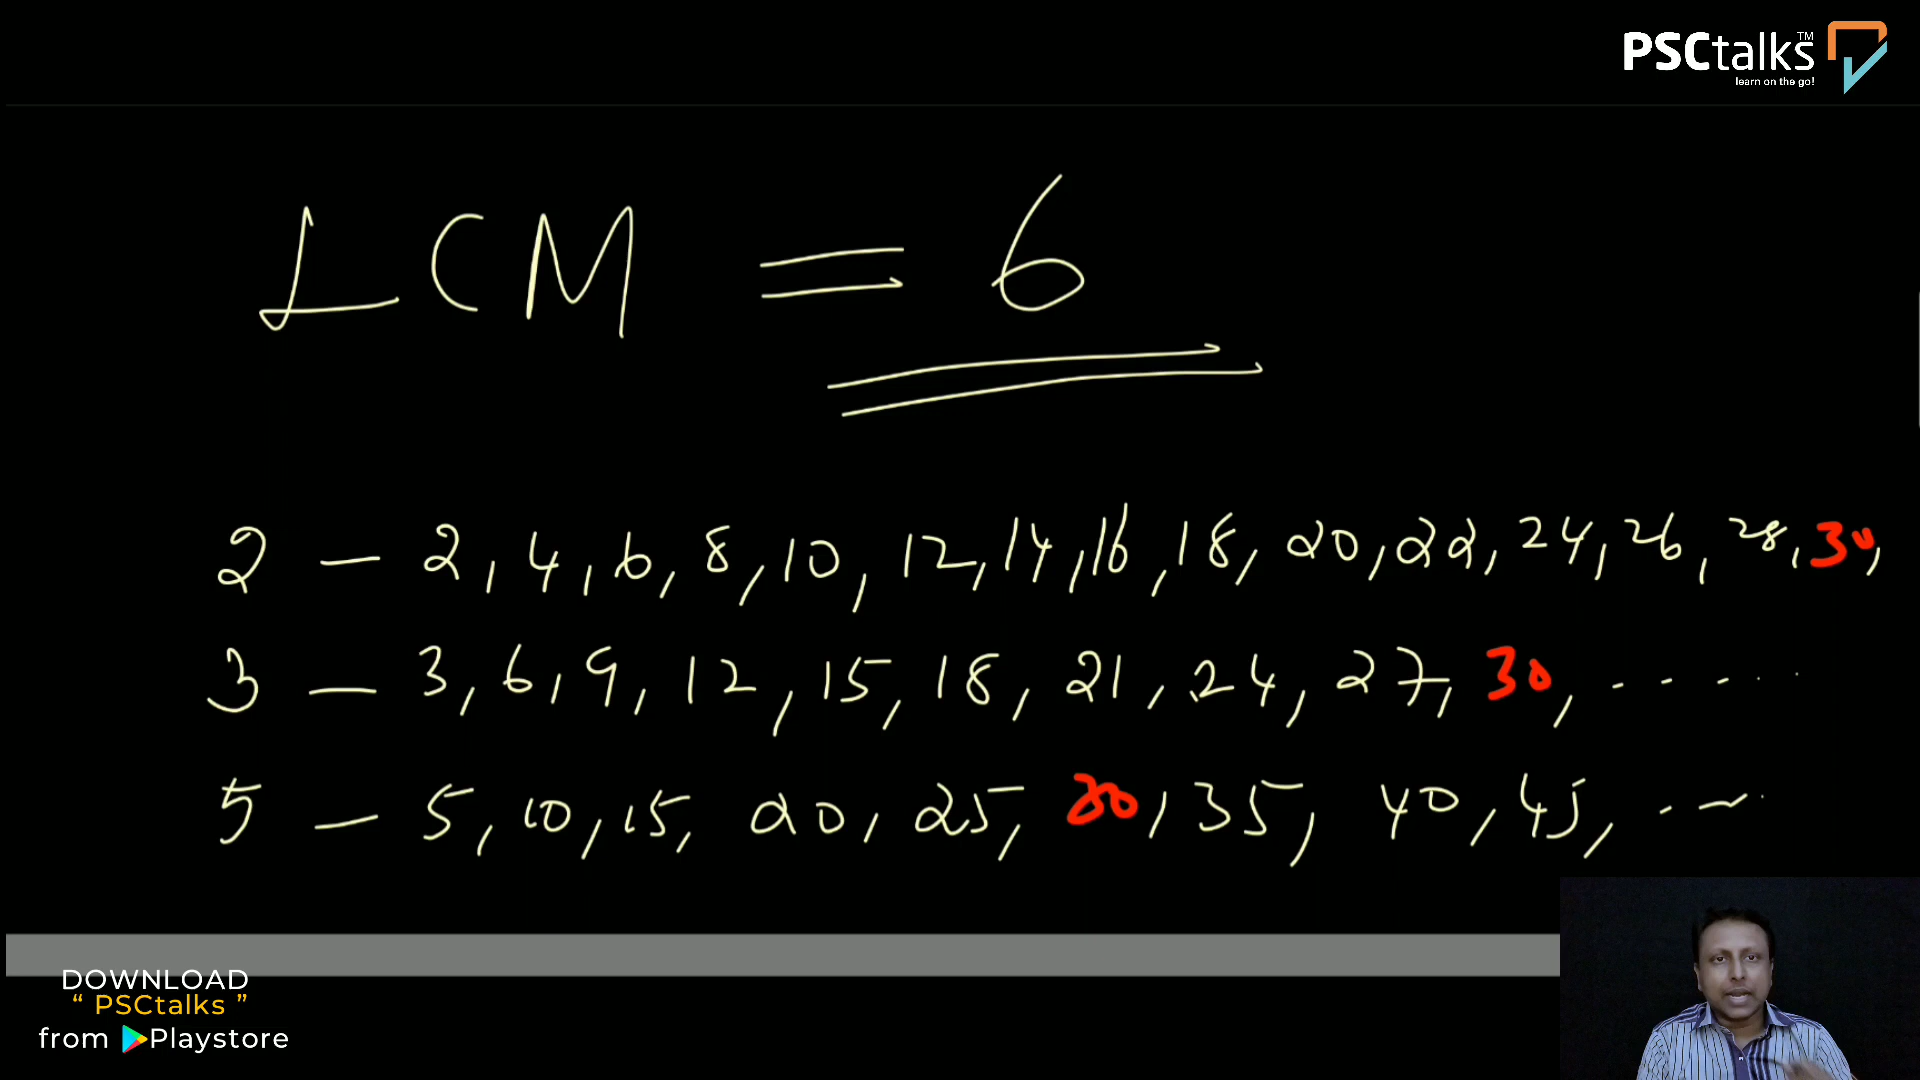 PSCtalks™
learn on the go!
LCM = 6
2 - 2, 4, 6, 8, 10, 12, 14, 16, 18, 20, 22, 24, 26, 28, 30,
3 - 3, 6, 9, 12, 15, 18, 21, 24, 27, 30, .....
5 - 5, 10, 15, 20, 25, 30, 35, 40, 45, ...
DOWNLOAD
“ PSCtalks ”
from Playstore